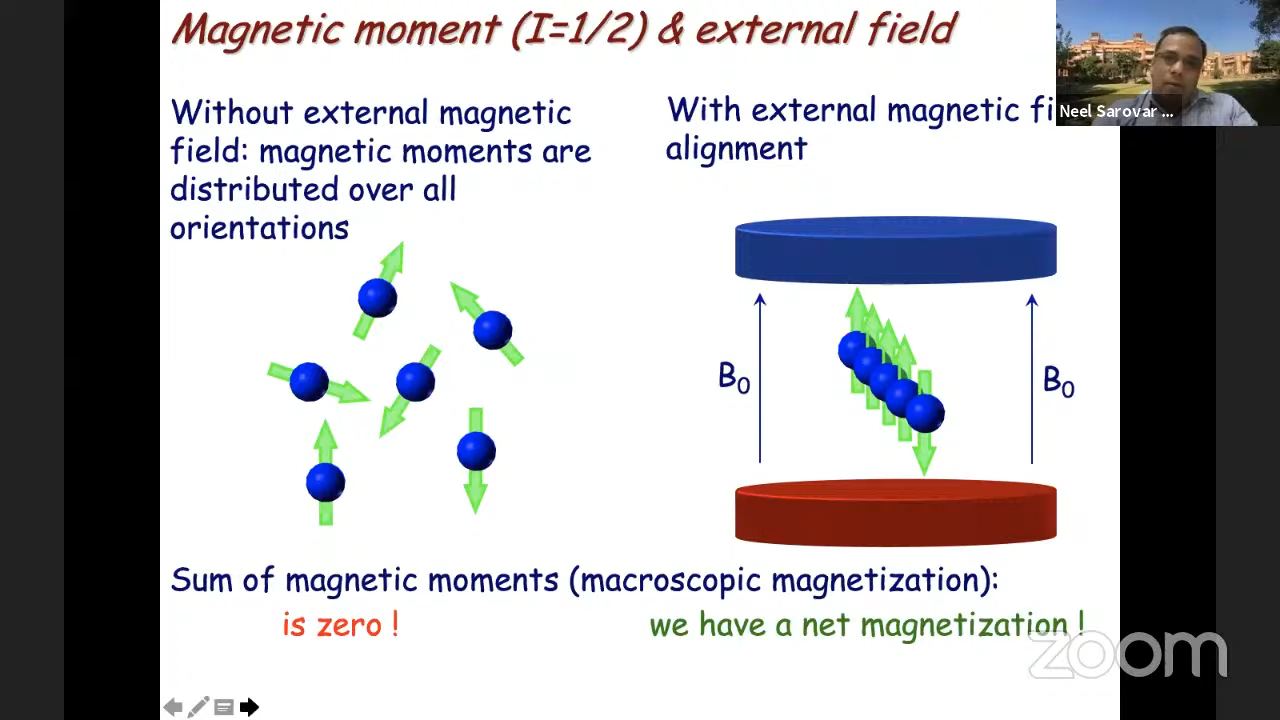 Magnetic moment (I=1/2) & external field
Without external magnetic
field: magnetic moments are
distributed over all
orientations
With external magnetic fi
alignment
Neel Sarovar ...
B₀
B₀
Sum of magnetic moments (macroscopic magnetization):
is zero !
we have a net magnetization !
zoom